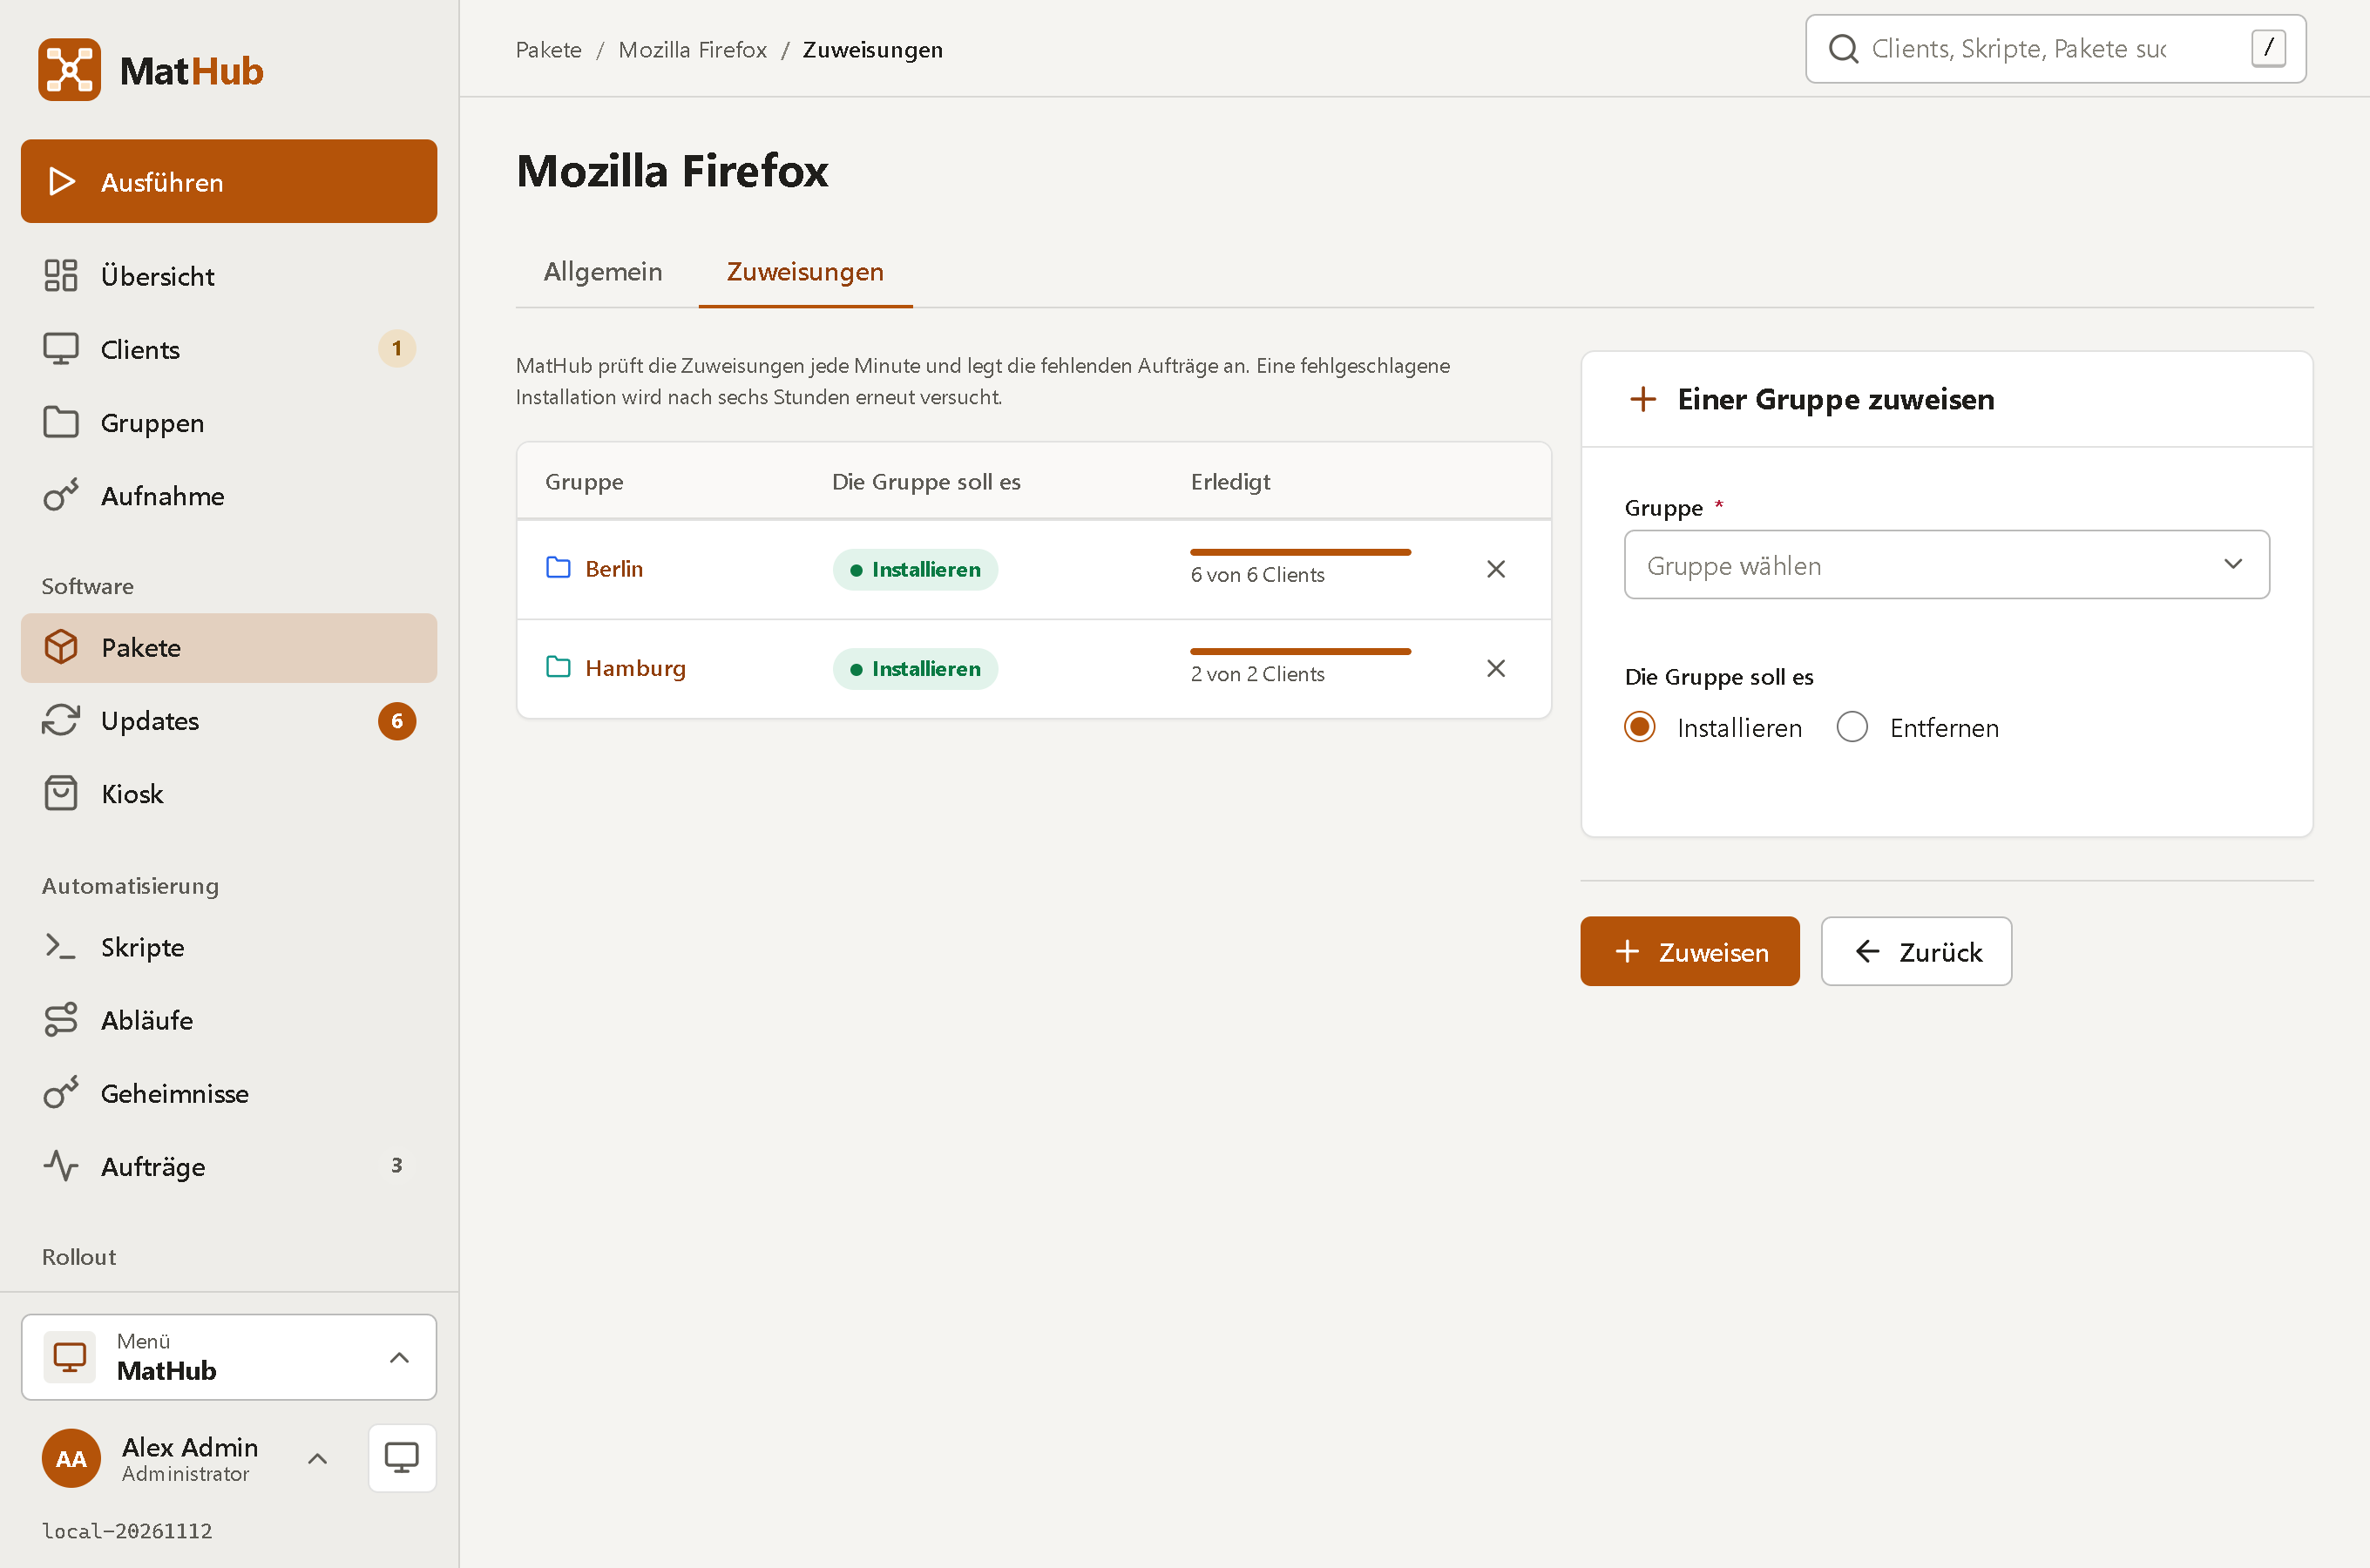 MatHub
Ausführen
Übersicht
Clients 1
Gruppen
Aufnahme
Software
Pakete
Updates 6
Kiosk
Automatisierung
Skripte
Abläufe
Geheimnisse
Aufträge 3
Rollout
Menü
MatHub
AA
Alex Admin
Administrator
local-20261112
Pakete / Mozilla Firefox / Zuweisungen
Clients, Skripte, Pakete suc /
Mozilla Firefox
Allgemein Zuweisungen
MatHub prüft die Zuweisungen jede Minute und legt die fehlenden Aufträge an. Eine fehlgeschlagene
Installation wird nach sechs Stunden erneut versucht.
Gruppe Die Gruppe soll es Erledigt
Berlin Installieren 6 von 6 Clients
Hamburg Installieren 2 von 2 Clients
Einer Gruppe zuweisen
Gruppe *
Gruppe wählen
Die Gruppe soll es
Installieren Entfernen
Zuweisen Zurück